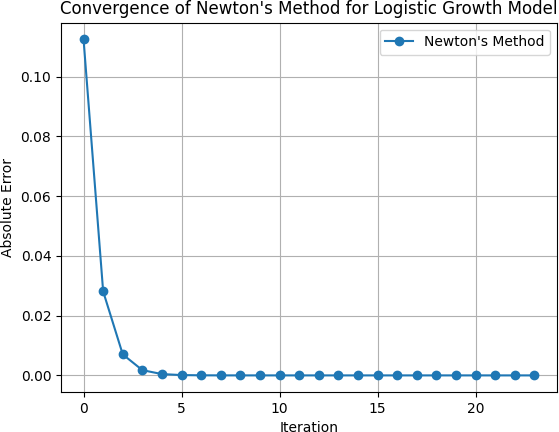 Convergence of Newton's Method for Logistic Growth Model
Newton's Method
0.10
0.08
0.06
0.04
0.02
0.00
Absolute Error
0 5 10 15 20
Iteration